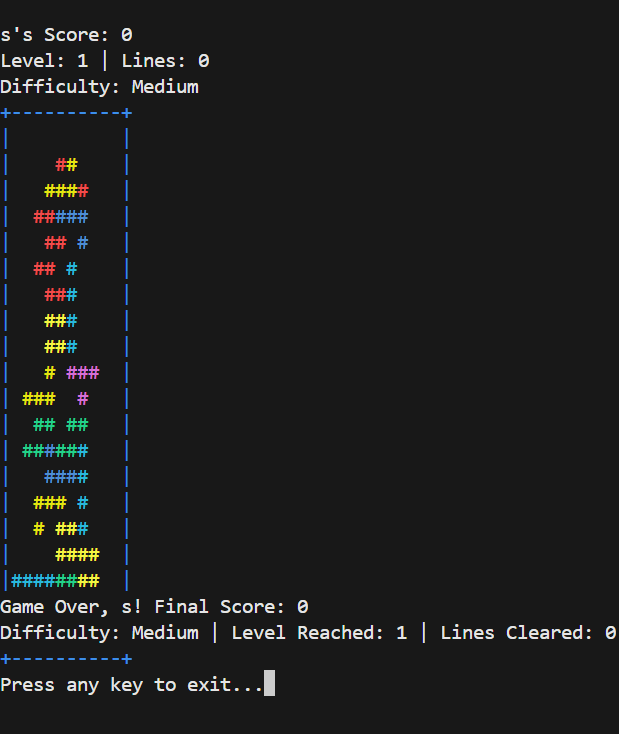 s's Score: 0
Level: 1 | Lines: 0
Difficulty: Medium
+----------+
|          |
|    ##    |
|   ####   |
|  #####   |
|   ## #   |
|  ## #    |
|   ###    |
|   ###    |
|   ###    |
|   # ###  |
| ###  #   |
|  ## ##   |
| ######   |
|   ####   |
|  ### #   |
|  # ###   |
|    ####  |
|########  |
Game Over, s! Final Score: 0
Difficulty: Medium | Level Reached: 1 | Lines Cleared: 0
+----------+
Press any key to exit...